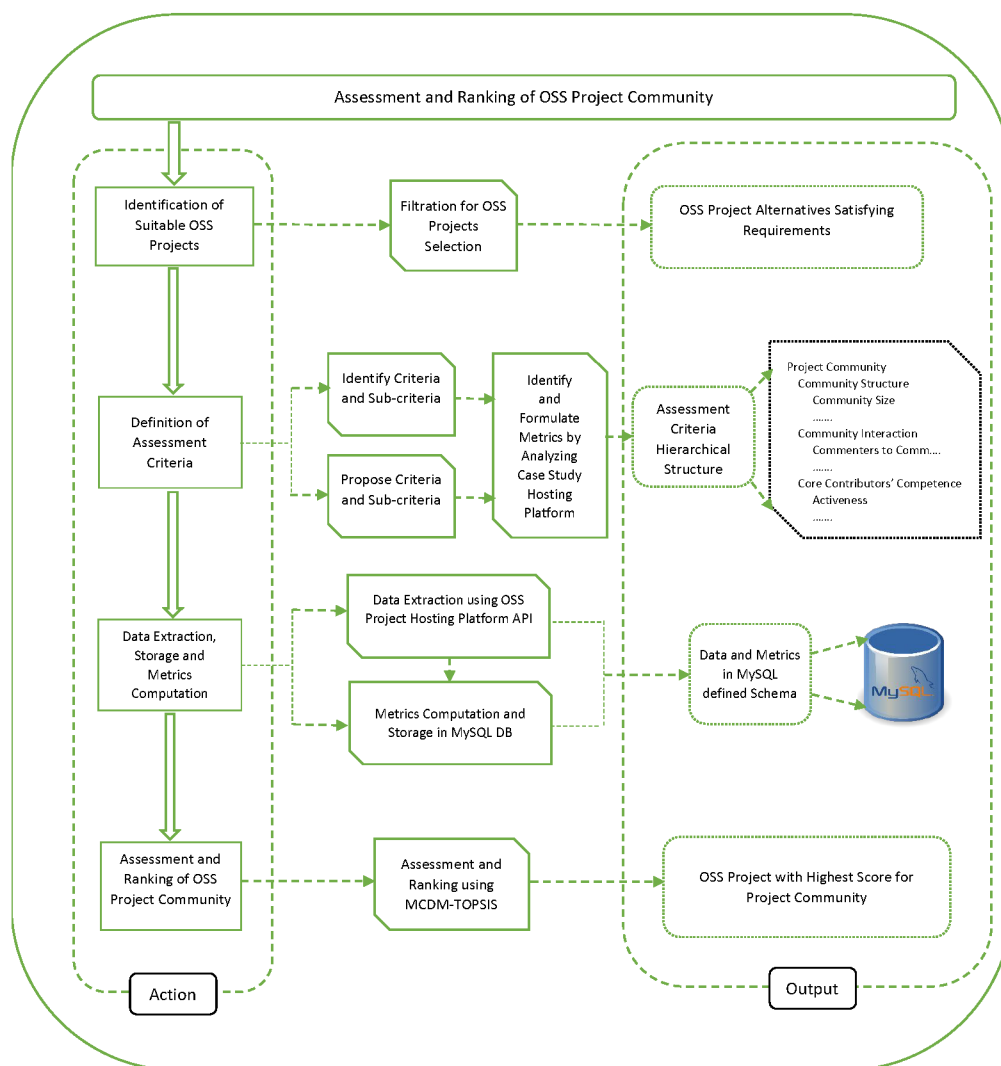 Assessment and Ranking of OSS Project Community
Identification of
Suitable OSS
Projects
Filtration for OSS
Projects
Selection
OSS Project Alternatives Satisfying
Requirements
Definition of
Assessment
Criteria
Identify Criteria
and Sub-criteria
Propose Criteria
and Sub-criteria
Identify
and
Formulate
Metrics by
Analyzing
Case Study
Hosting
Platform
Assessment
Criteria
Hierarchical
Structure
Project Community
Community Structure
Community Size
.......
Community Interaction
Commenters to Comm....
.......
Core Contributors' Competence
Activeness
.......
Data Extraction,
Storage and
Metrics
Computation
Data Extraction using OSS
Project Hosting Platform API
Metrics Computation and
Storage in MySQL DB
Data and Metrics
in MySQL
defined Schema
MySQL
Assessment and
Ranking of OSS
Project Community
Assessment and
Ranking using
MCDM-TOPSIS
OSS Project with Highest Score for
Project Community
Action
Output